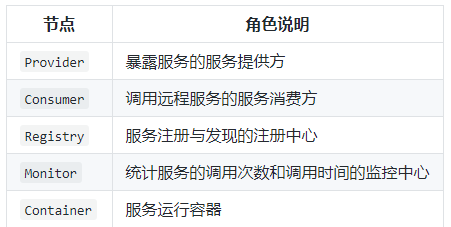 节点 角色说明
Provider 暴露服务的服务提供方
Consumer 调用远程服务的服务消费方
Registry 服务注册与发现的注册中心
Monitor 统计服务的调用次数和调用时间的监控中心
Container 服务运行容器